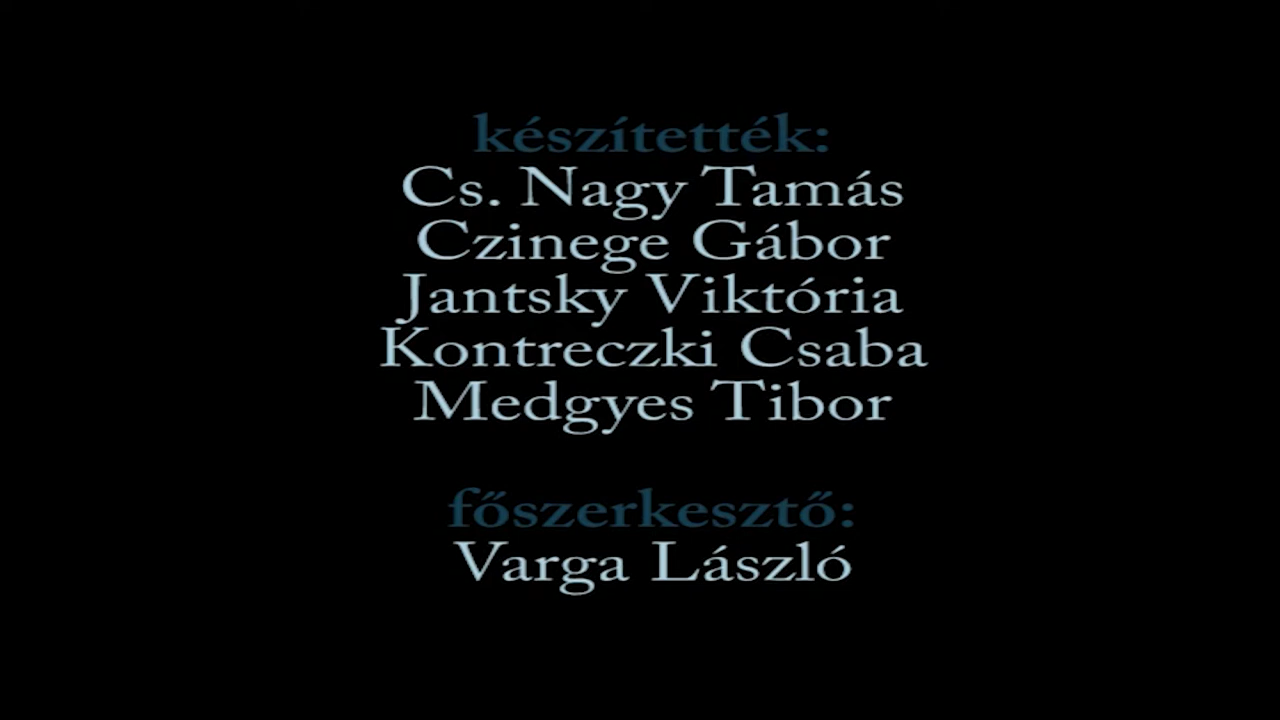 készítették:
Cs. Nagy Tamás
Czinege Gábor
Jantsky Viktória
Kontreczki Csaba
Medgyes Tibor
főszerkesztő:
Varga László